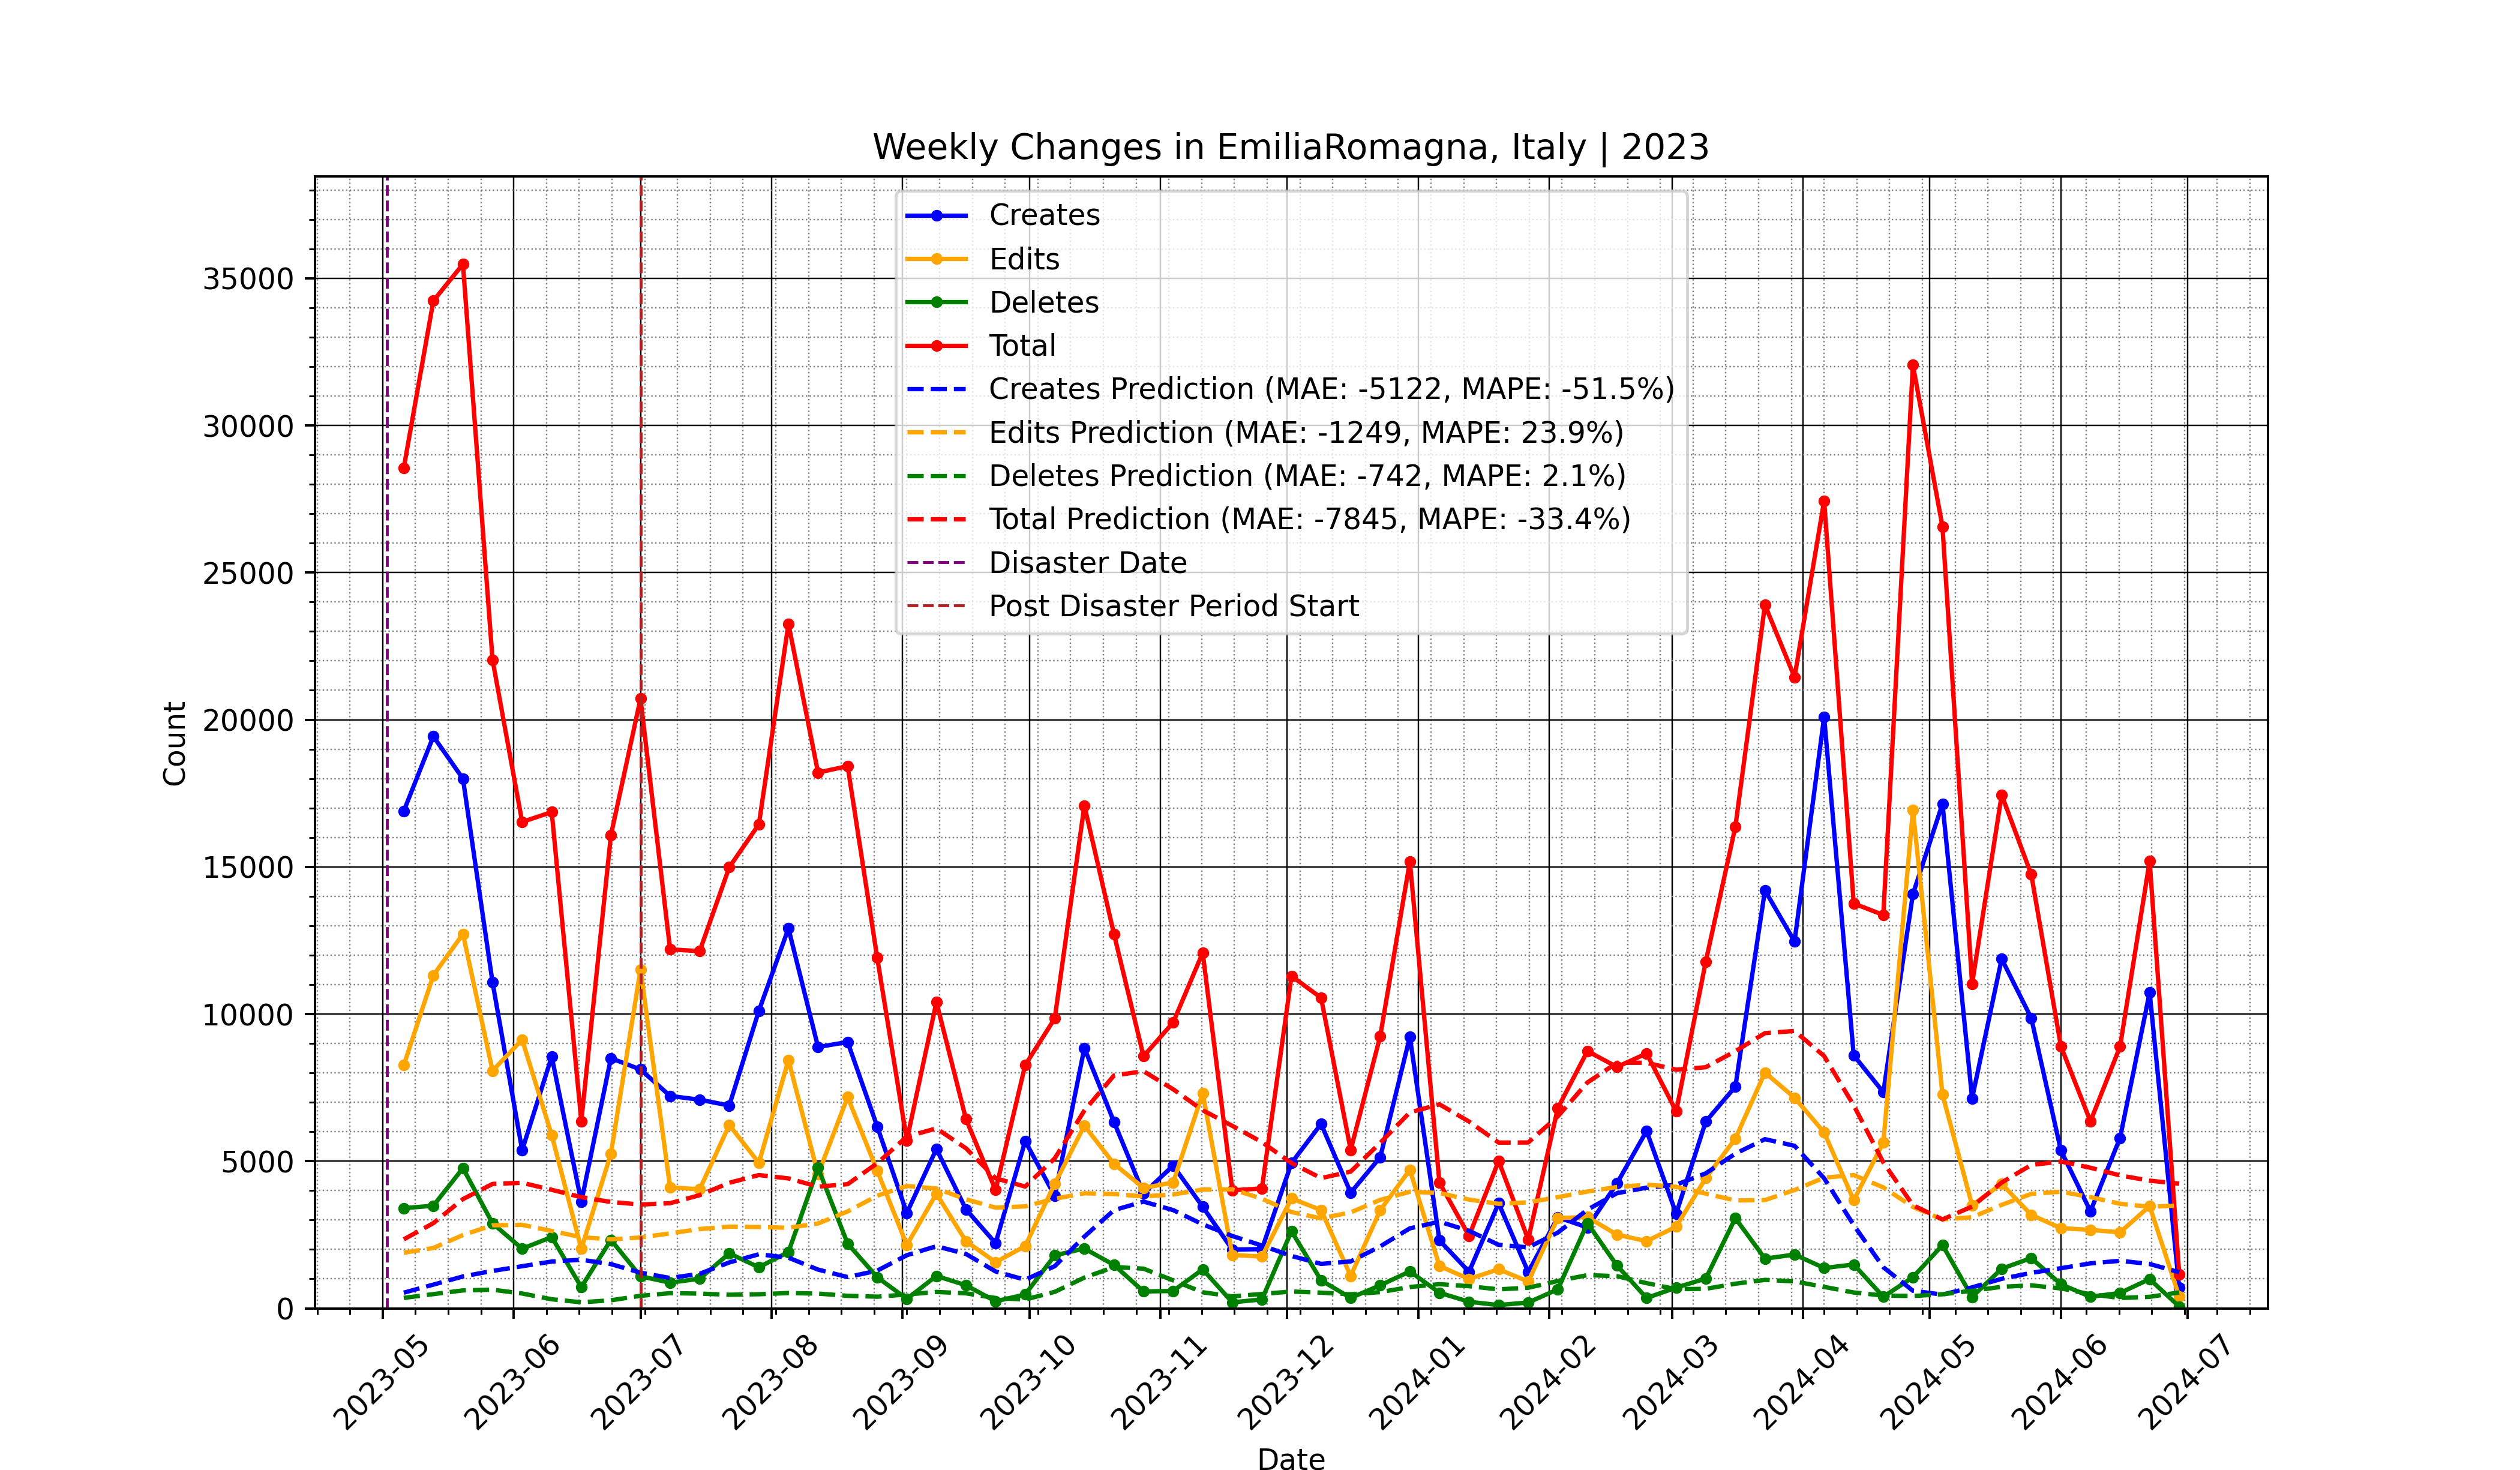 Weekly Changes in EmiliaRomagna, Italy | 2023
Creates
Edits
Deletes
Total
Creates Prediction (MAE: -5122, MAPE: -51.5%)
Edits Prediction (MAE: -1249, MAPE: 23.9%)
Deletes Prediction (MAE: -742, MAPE: 2.1%)
Total Prediction (MAE: -7845, MAPE: -33.4%)
Disaster Date
Post Disaster Period Start
Count
35000
30000
25000
20000
15000
10000
5000
0
2023-05
2023-06
2023-07
2023-08
2023-09
2023-10
2023-11
2023-12
2024-01
2024-02
2024-03
2024-04
2024-05
2024-06
2024-07
Date